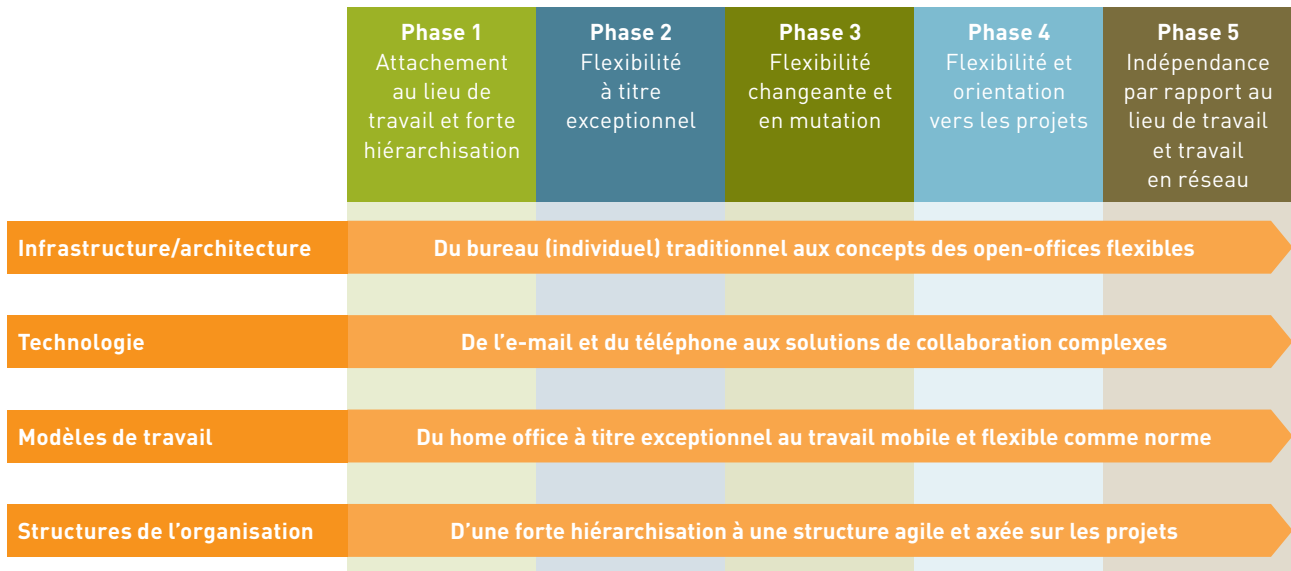 Phase 1
Attachement
au lieu de
travail et forte
hiérarchisation
Phase 2
Flexibilité
à titre
exceptionnel
Phase 3
Flexibilité
changeante et
en mutation
Phase 4
Flexibilité et
orientation
vers les projets
Phase 5
Indépendance
par rapport au
lieu de travail
et travail
en réseau
Infrastructure/architecture
Du bureau (individuel) traditionnel aux concepts des open-offices flexibles
Technologie
De l’e-mail et du téléphone aux solutions de collaboration complexes
Modèles de travail
Du home office à titre exceptionnel au travail mobile et flexible comme norme
Structures de l’organisation
D’une forte hiérarchisation à une structure agile et axée sur les projets